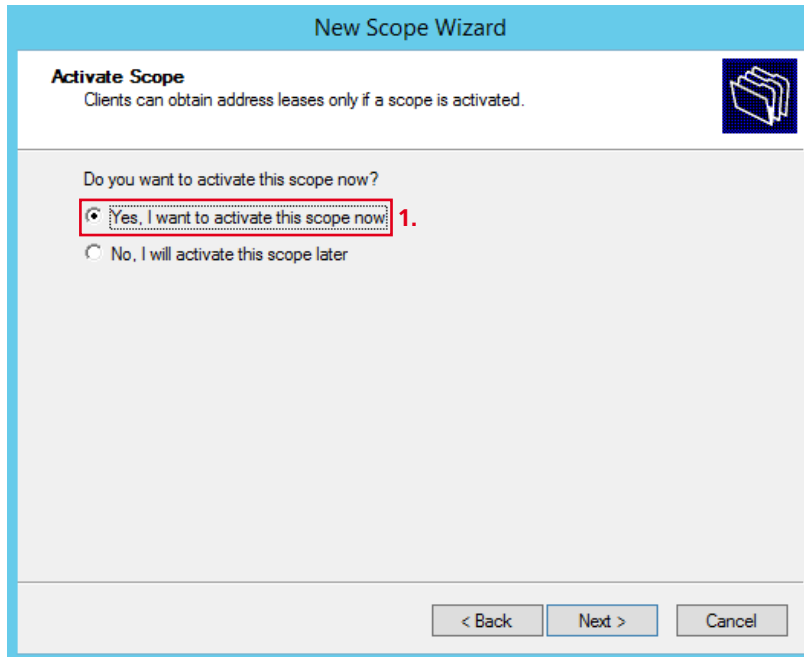 New Scope Wizard
Activate Scope
Clients can obtain address leases only if a scope is activated.
Do you want to activate this scope now?
Yes, I want to activate this scope now 1.
No, I will activate this scope later
< Back Next > Cancel